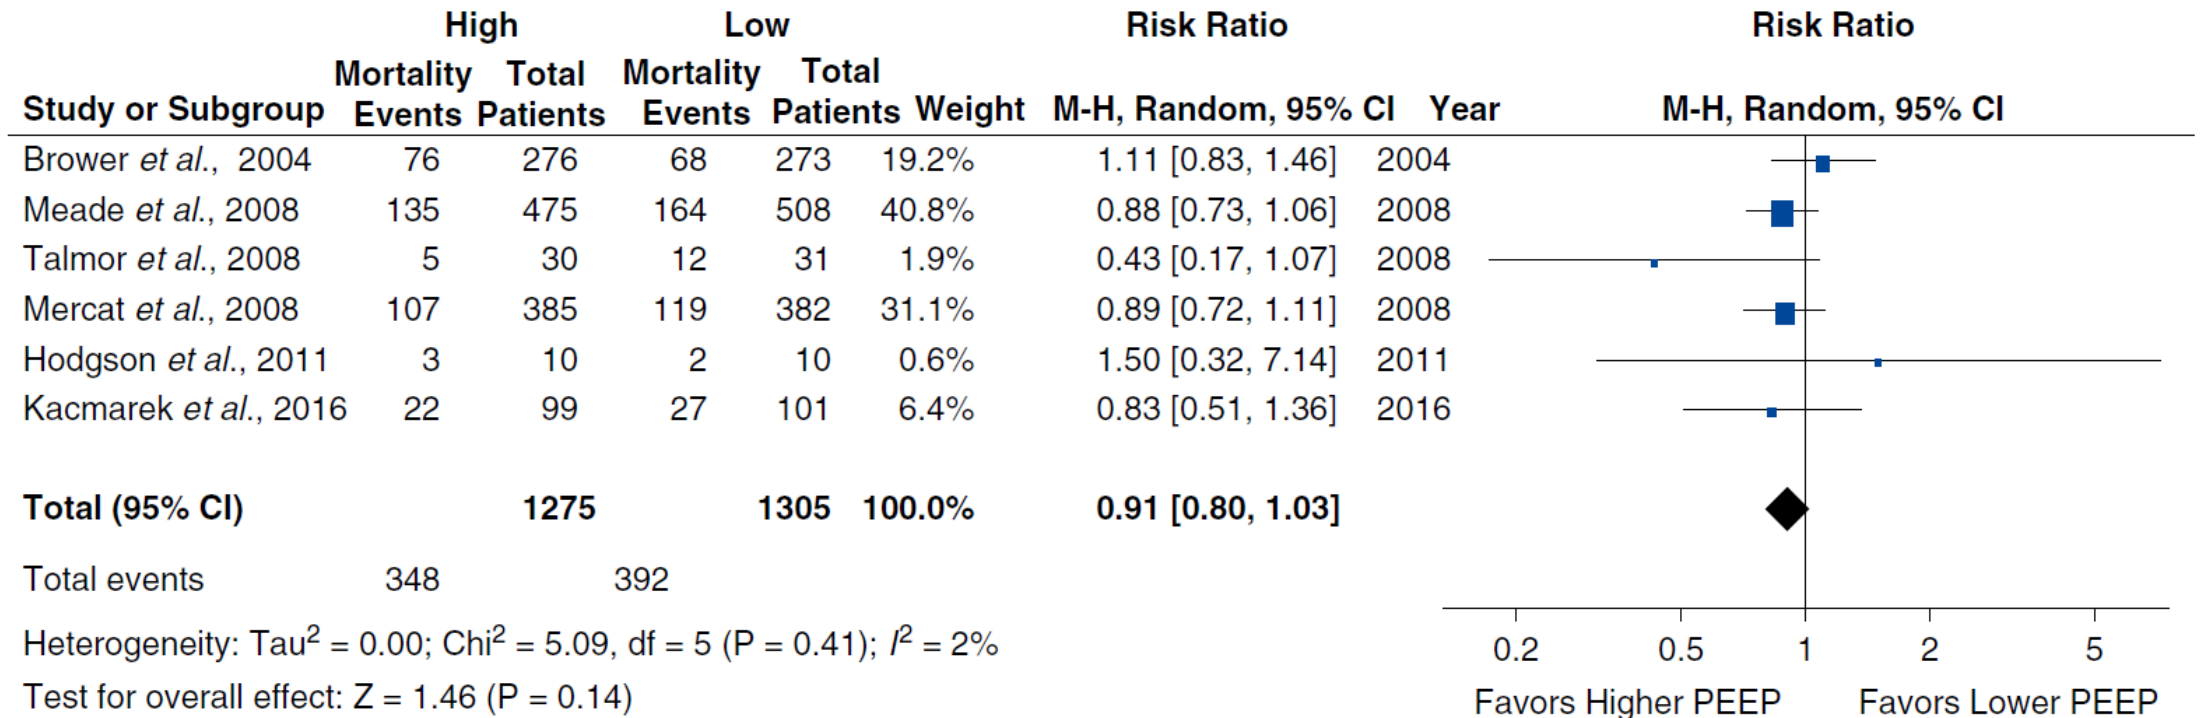 High Low Risk Ratio Risk Ratio
Mortality Total Mortality Total
Study or Subgroup Events Patients Events Patients Weight M-H, Random, 95% CI Year M-H, Random, 95% CI
Brower et al., 2004 76 276 68 273 19.2% 1.11 [0.83, 1.46] 2004
Meade et al., 2008 135 475 164 508 40.8% 0.88 [0.73, 1.06] 2008
Talmor et al., 2008 5 30 12 31 1.9% 0.43 [0.17, 1.07] 2008
Mercat et al., 2008 107 385 119 382 31.1% 0.89 [0.72, 1.11] 2008
Hodgson et al., 2011 3 10 2 10 0.6% 1.50 [0.32, 7.14] 2011
Kacmarek et al., 2016 22 99 27 101 6.4% 0.83 [0.51, 1.36] 2016
Total (95% CI) 1275 1305 100.0% 0.91 [0.80, 1.03]
Total events 348 392
Heterogeneity: Tau² = 0.00; Chi² = 5.09, df = 5 (P = 0.41); I² = 2%
Test for overall effect: Z = 1.46 (P = 0.14)
0.2 0.5 1 2 5
Favors Higher PEEP Favors Lower PEEP